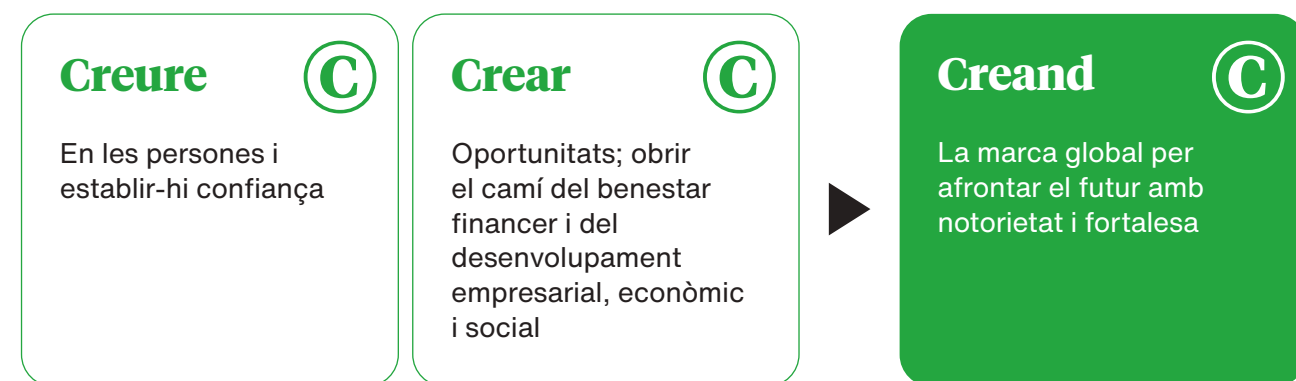 Creure
C
En les persones i
establir-hi confiança
Crear
C
Oportunitats; obrir
el camí del benestar
financer i del
desenvolupament
empresarial, econòmic
i social
Creand
C
La marca global per
afrontar el futur amb
notorietat i fortalesa